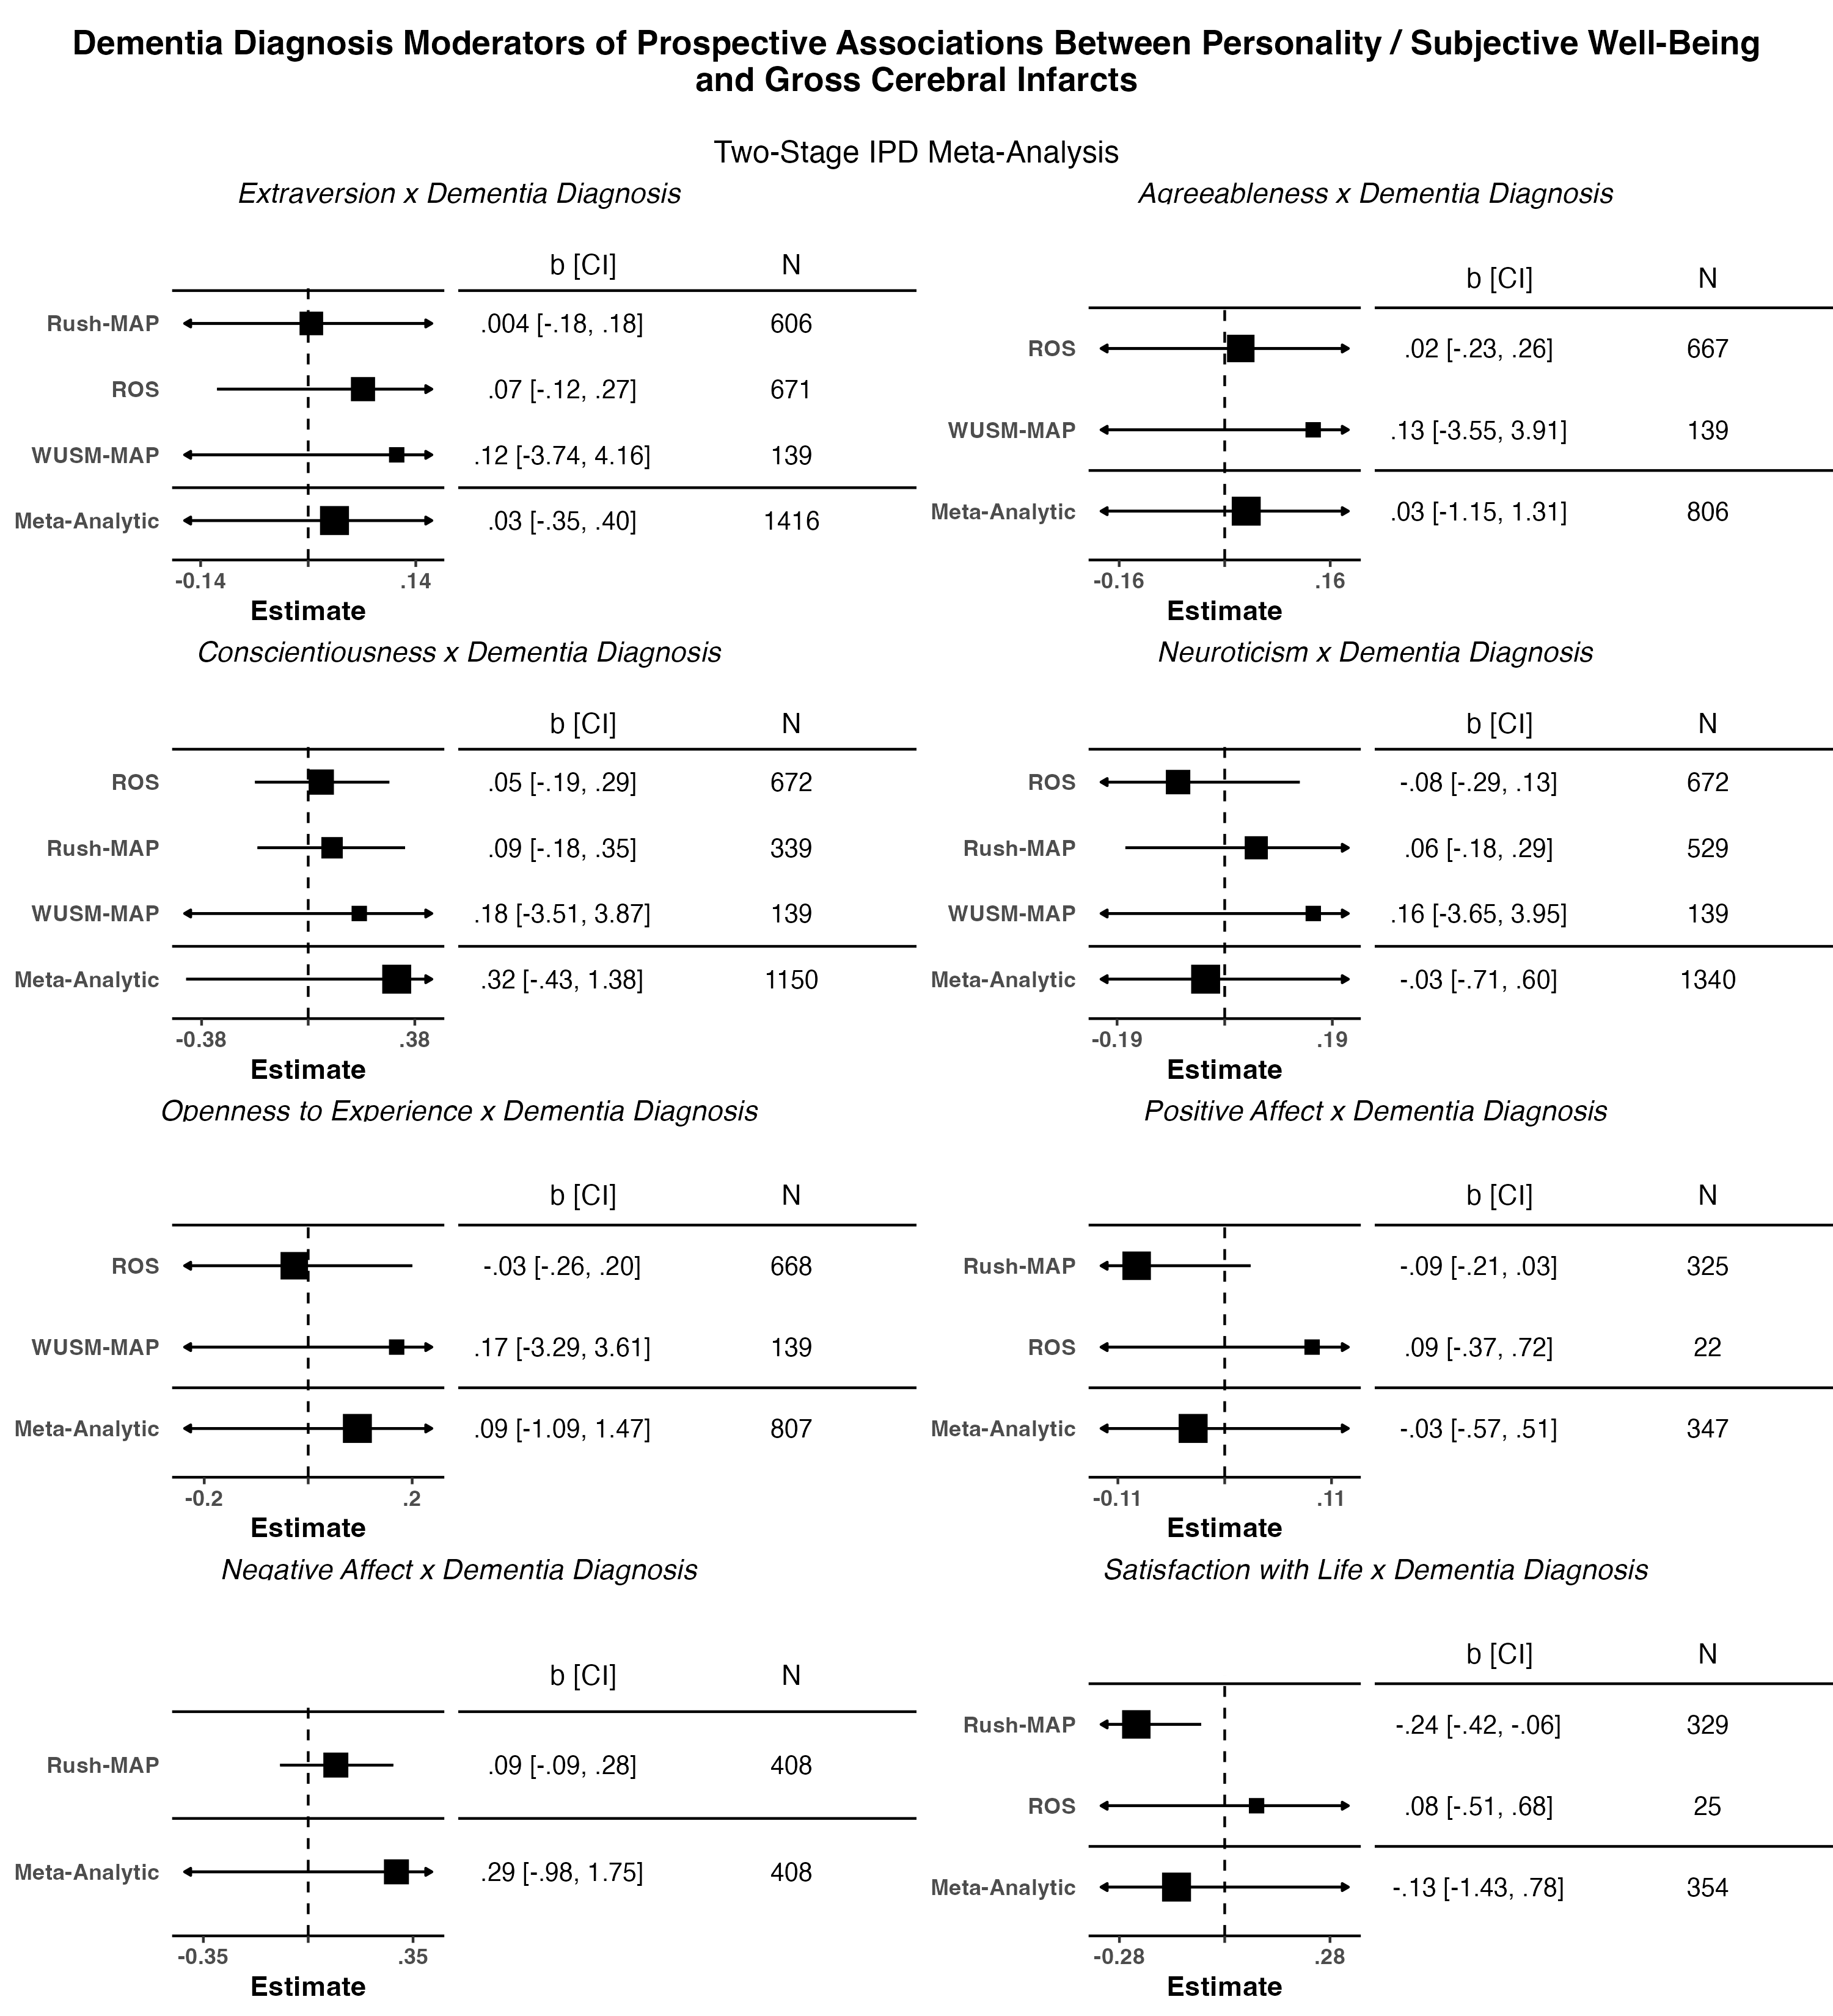 Dementia Diagnosis Moderators of Prospective Associations Between Personality / Subjective Well-Being
and Gross Cerebral Infarcts
Two-Stage IPD Meta-Analysis
Extraversion x Dementia Diagnosis
b [CI] N
Rush-MAP .004 [-.18, .18] 606
ROS .07 [-.12, .27] 671
WUSM-MAP .12 [-3.74, 4.16] 139
Meta-Analytic .03 [-.35, .40] 1416
-0.14 .14
Estimate
Agreeableness x Dementia Diagnosis
b [CI] N
ROS .02 [-.23, .26] 667
WUSM-MAP .13 [-3.55, 3.91] 139
Meta-Analytic .03 [-1.15, 1.31] 806
-0.16 .16
Estimate
Conscientiousness x Dementia Diagnosis
b [CI] N
ROS .05 [-.19, .29] 672
Rush-MAP .09 [-.18, .35] 339
WUSM-MAP .18 [-3.51, 3.87] 139
Meta-Analytic .32 [-.43, 1.38] 1150
-0.38 .38
Estimate
Neuroticism x Dementia Diagnosis
b [CI] N
ROS -.08 [-.29, .13] 672
Rush-MAP .06 [-.18, .29] 529
WUSM-MAP .16 [-3.65, 3.95] 139
Meta-Analytic -.03 [-.71, .60] 1340
-0.19 .19
Estimate
Openness to Experience x Dementia Diagnosis
b [CI] N
ROS -.03 [-.26, .20] 668
WUSM-MAP .17 [-3.29, 3.61] 139
Meta-Analytic .09 [-1.09, 1.47] 807
-0.2 .2
Estimate
Positive Affect x Dementia Diagnosis
b [CI] N
Rush-MAP -.09 [-.21, .03] 325
ROS .09 [-.37, .72] 22
Meta-Analytic -.03 [-.57, .51] 347
-0.11 .11
Estimate
Negative Affect x Dementia Diagnosis
b [CI] N
Rush-MAP .09 [-.09, .28] 408
Meta-Analytic .29 [-.98, 1.75] 408
-0.35 .35
Estimate
Satisfaction with Life x Dementia Diagnosis
b [CI] N
Rush-MAP -.24 [-.42, -.06] 329
ROS .08 [-.51, .68] 25
Meta-Analytic -.13 [-1.43, .78] 354
-0.28 .28
Estimate